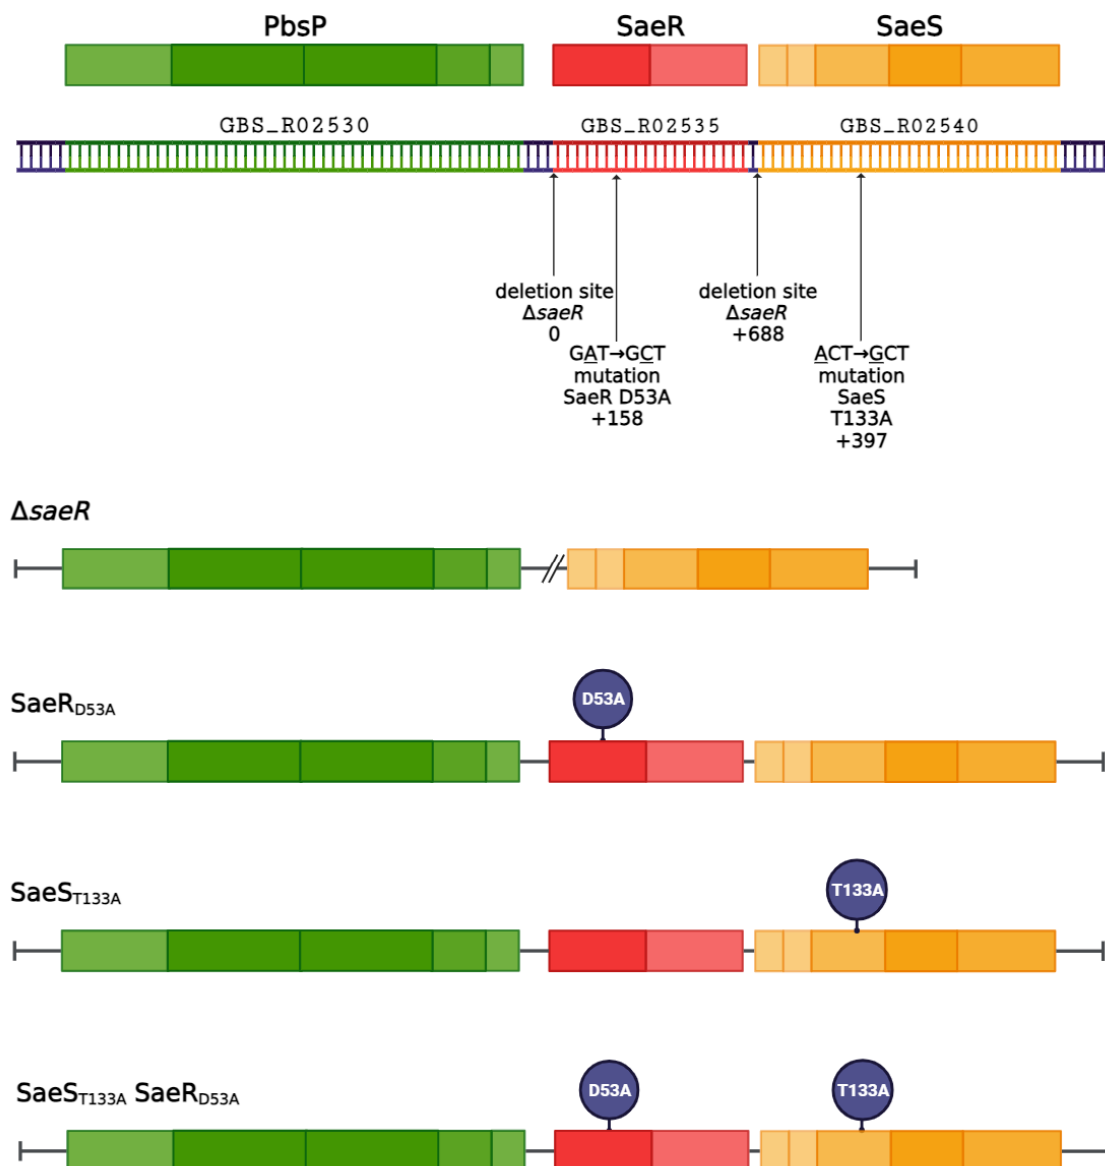 PbsP SaeR SaeS
GBS_R02530 GBS_R02535 GBS_R02540
deletion site
ΔsaeR
0
deletion site
ΔsaeR
+688
GAT→GCT
mutation
SaeR D53A
+158
ACT→GCT
mutation
SaeS
T133A
+397
ΔsaeR
D53A
SaeRD53A
T133A
SaeST133A
D53A T133A
SaeST133A SaeRD53A